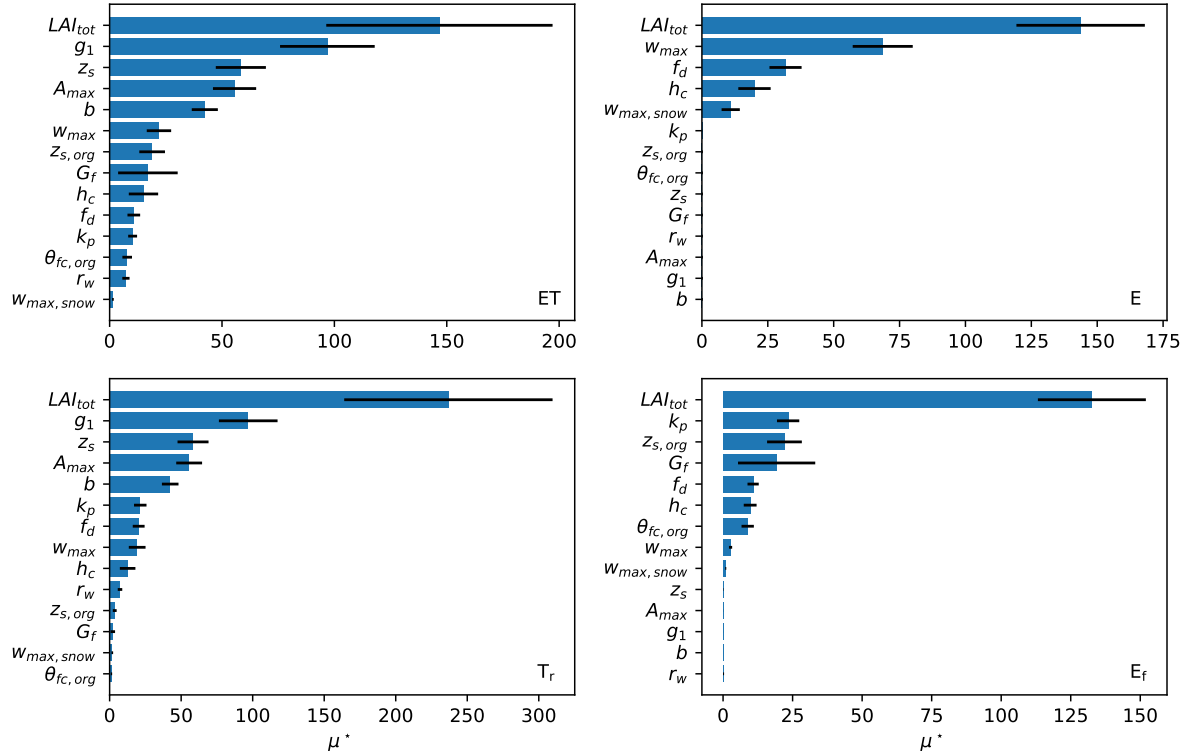 LAI_tot
g_1
z_s
A_max
b
w_max
z_s,org
G_f
h_c
f_d
k_p
θ_fc,org
r_w
w_max,snow
ET
0 50 100 150 200
LAI_tot
w_max
f_d
h_c
w_max,snow
k_p
z_s,org
θ_fc,org
z_s
G_f
r_w
A_max
g_1
b
E
0 25 50 75 100 125 150 175
LAI_tot
g_1
z_s
A_max
b
k_p
f_d
w_max
h_c
r_w
z_s,org
G_f
w_max,snow
θ_fc,org
T_r
0 50 100 150 200 250 300
μ*
LAI_tot
k_p
z_s,org
G_f
f_d
h_c
θ_fc,org
w_max
w_max,snow
z_s
A_max
g_1
b
r_w
E_f
0 25 50 75 100 125 150
μ*